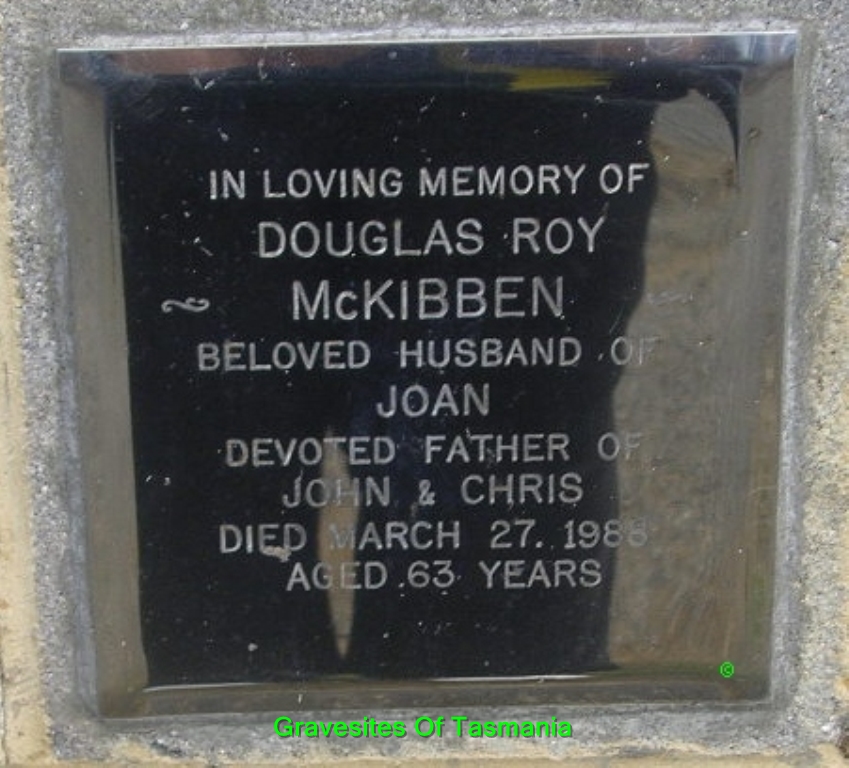 IN LOVING MEMORY OF
DOUGLAS ROY
McKIBBEN
BELOVED HUSBAND OF
JOAN
DEVOTED FATHER OF
JOHN & CHRIS
DIED MARCH 27. 1988
AGED 63 YEARS
©
Gravesites Of Tasmania